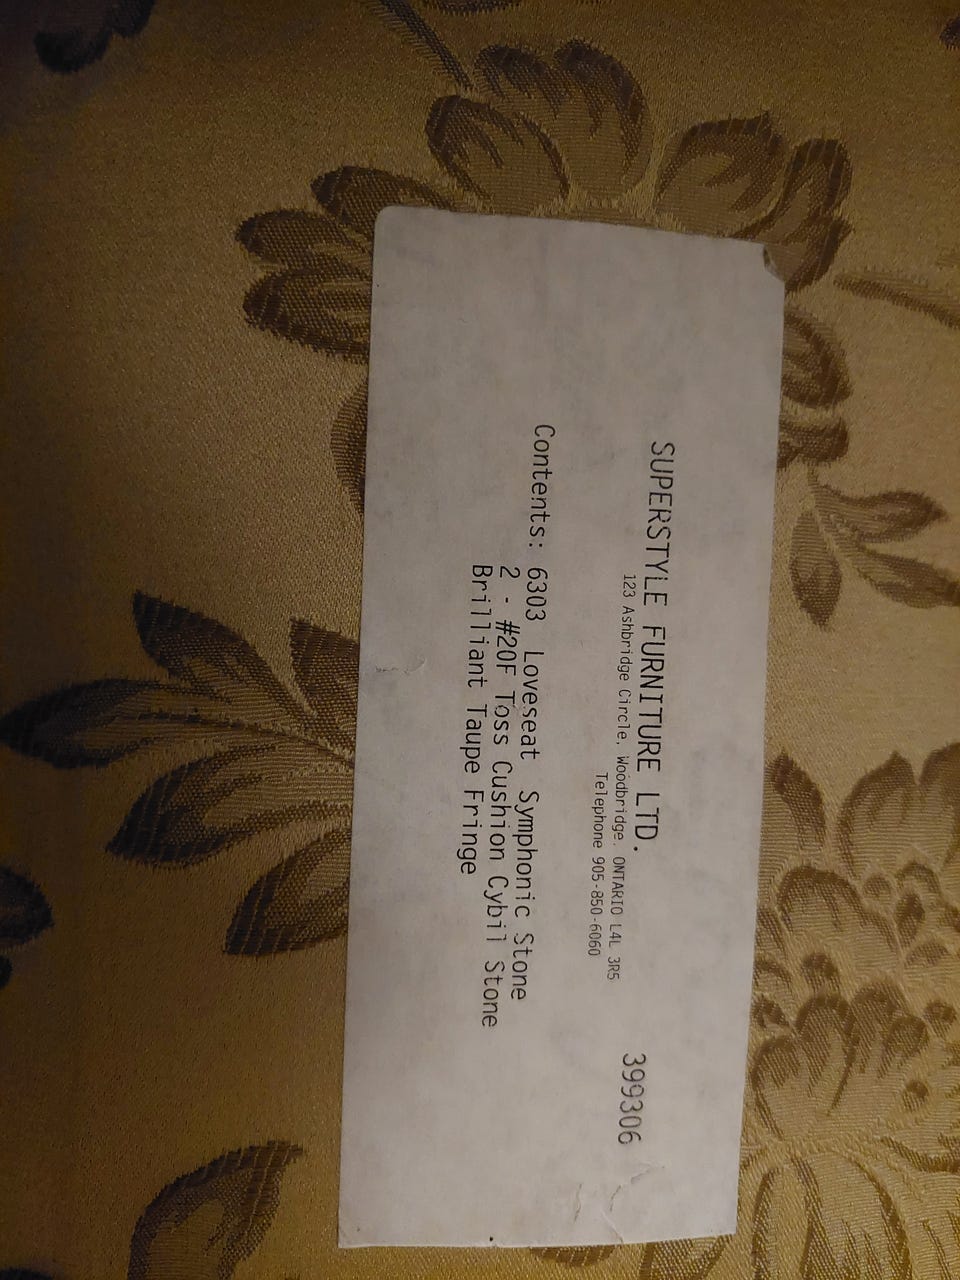 SUPERSTYLE FURNITURE LTD.
123 Ashbridge Circle, Woodbridge, ONTARIO L4L 3R5
Telephone 905-850-6060
399306
Contents: 6303 Loveseat Symphonic Stone
2 - #20F Toss Cushion Cybil Stone
Brilliant Taupe Fringe